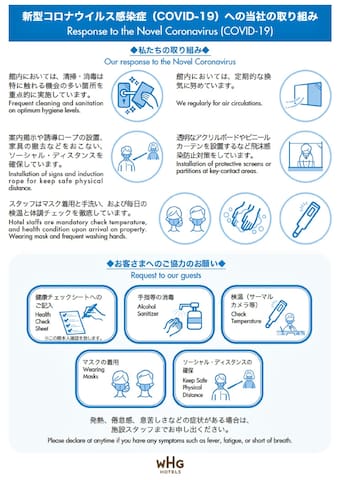 新型コロナウイルス感染症(COVID-19)への当社の取り組み
Response to the Novel Coronavirus (COVID-19)
◆私たちの取り組み◆
Our response to the Novel Coronavirus
館内においては、清掃・消毒は
特に触れる機会の多い箇所を
重点的に実施しています。
Frequent cleaning and sanitation
on optimum hygiene levels.
館内においては、定期的な換
気に努めています。
We regularly for air circulations.
案内掲示や誘導ロープの設置、
家具の撤去などをおこない、
ソーシャル・ディスタンスを
確保しています。
Installation of signs and induction
rope for keep safe physical
distance.
透明なアクリルボードやビニール
カーテンを設置するなど飛沫感
染防止対策をしています。
Installation of protective screens or
partitions at key-contact areas.
スタッフはマスク着用と手洗い、および毎日の
検温と体調チェックを徹底しています。
Hotel staffs are mandatory check temperature,
and health condition upon arrival on property.
Wearing mask and frequent washing hands.
◆お客さまへのご協力のお願い◆
Request to our guests
健康チェックシートへの
ご記入
Health
Check
Sheet
※この際本人確認を致します。
手指等の消毒
Alcohol
Sanitizer
検温(サーマル
カメラ等)
Check
Temperature
マスクの着用
Wearing
Masks
ソーシャル・ディスタンスの
確保
Keep Safe
Physical
Distance
発熱、倦怠感、息苦しさなどの症状がある場合は、
施設スタッフまでお申し出ください。
Please declare at anytime if you have any symptoms such as fever, fatigue, or short of breath.
WHG
HOTELS